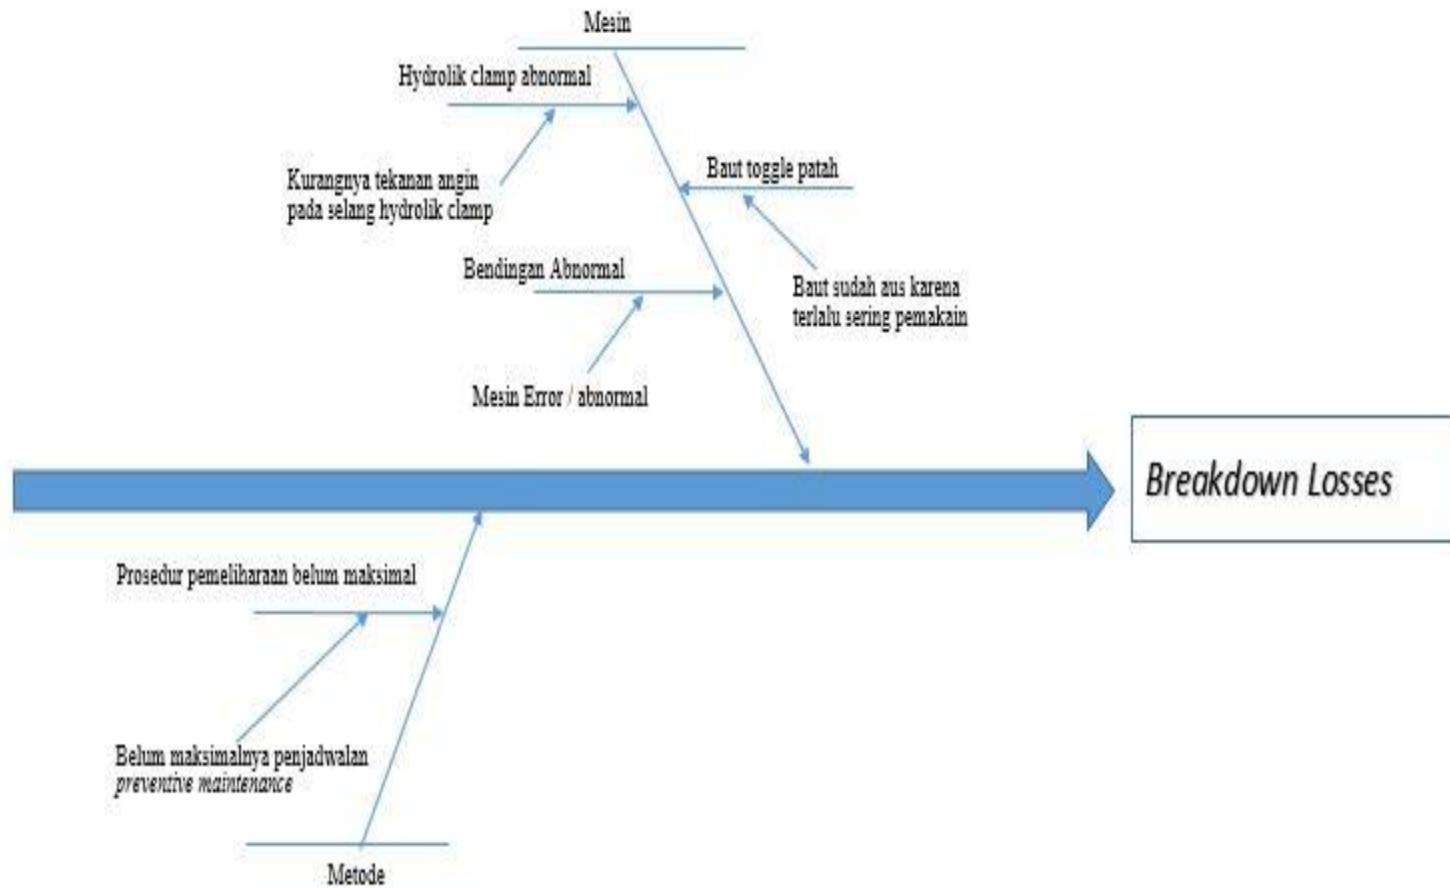 Mesin
Hydrolik clamp abnormal
Kurangnya tekanan angin
pada selang hydrolik clamp
Baut toggle patah
Baut sudah aus karena
terlalu sering pemakain
Bendingan Abnormal
Mesin Error / abnormal
Breakdown Losses
Prosedur pemeliharaan belum maksimal
Belum maksimalnya penjadwalan
preventive maintenance
Metode